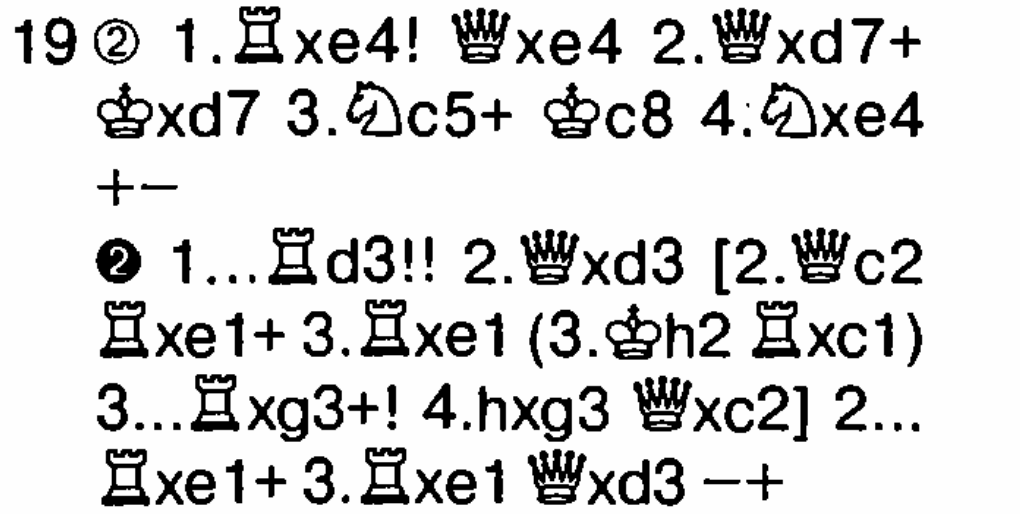 19 ② 1.♖xe4! ♕xe4 2.♕xd7+
♔xd7 3.♘c5+ ♔c8 4.♘xe4
+−
❷ 1...♖d3!! 2.♕xd3 [2.♕c2
♖xe1+ 3.♖xe1 (3.♔h2 ♖xc1)
3...♖xg3+! 4.hxg3 ♕xc2] 2...
♖xe1+ 3.♖xe1 ♕xd3 −+